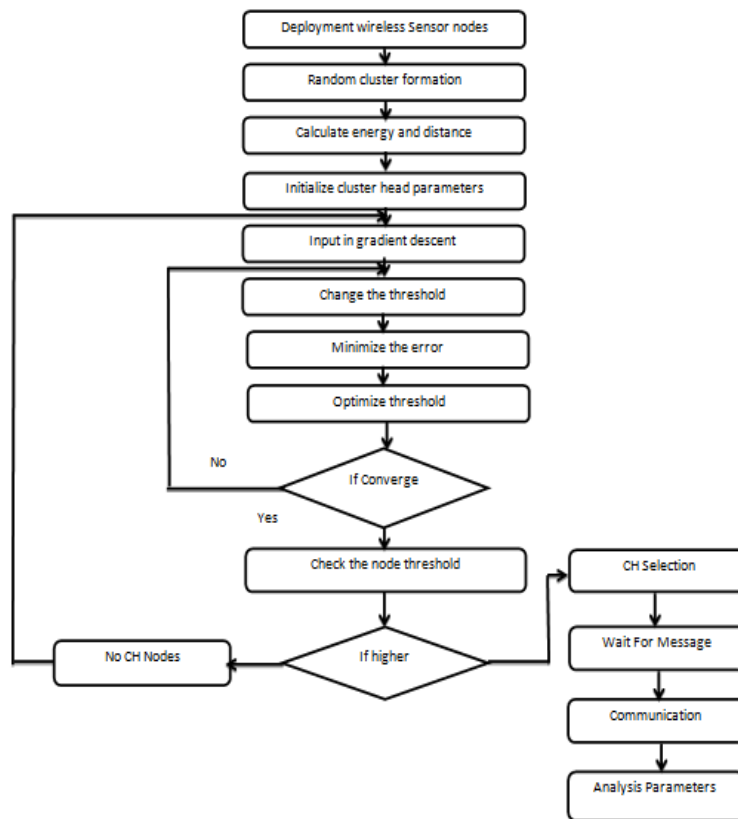 Deployment wireless Sensor nodes
Random cluster formation
Calculate energy and distance
Initialize cluster head parameters
Input in gradient descent
Change the threshold
Minimize the error
Optimize threshold
No
If Converge
Yes
Check the node threshold
CH Selection
No CH Nodes
If higher
Wait For Message
Communication
Analysis Parameters